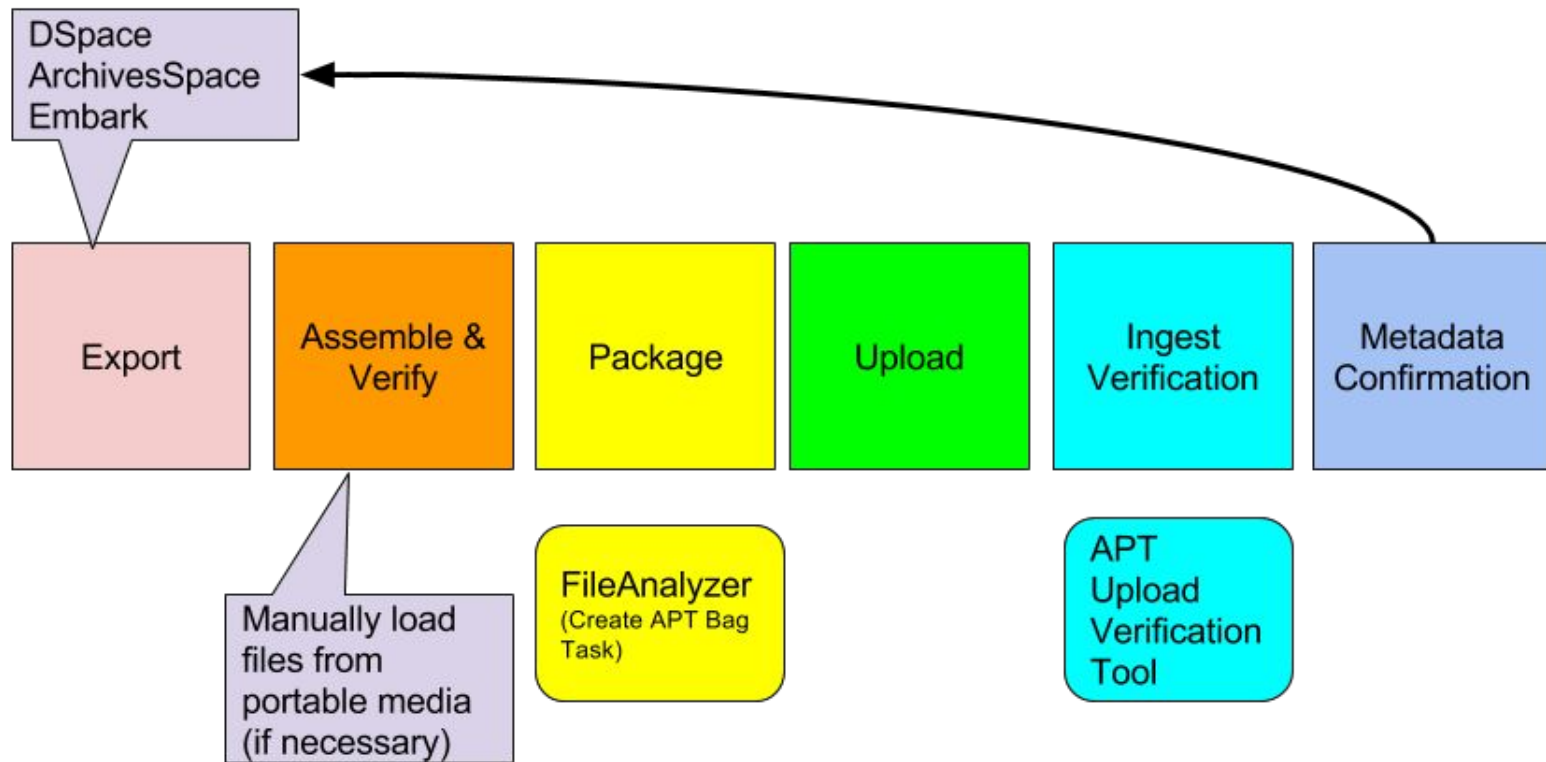 DSpace
ArchivesSpace
Embark
Export
Assemble &
Verify
Package
Upload
Ingest
Verification
Metadata
Confirmation
Manually load
files from
portable media
(if necessary)
FileAnalyzer
(Create APT Bag
Task)
APT
Upload
Verification
Tool